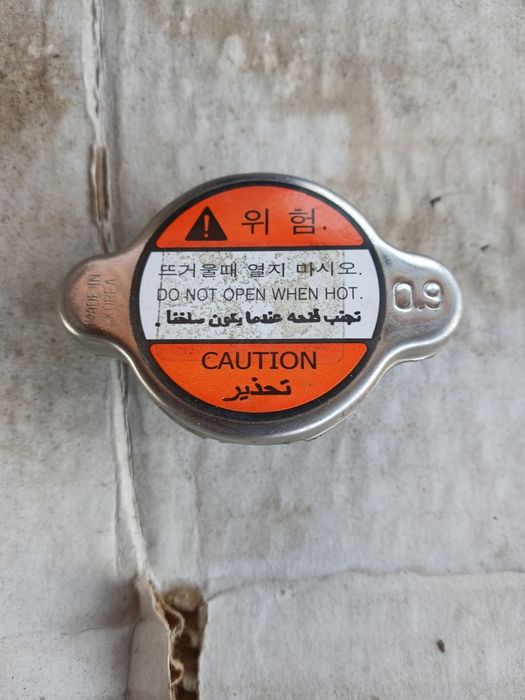 위 험.
뜨거울때 열지 마시오.
DO NOT OPEN WHEN HOT.
تجنب فتحه عندما يكون ساخنا .
CAUTION
تحذير
MADE IN
KOREA
0.9